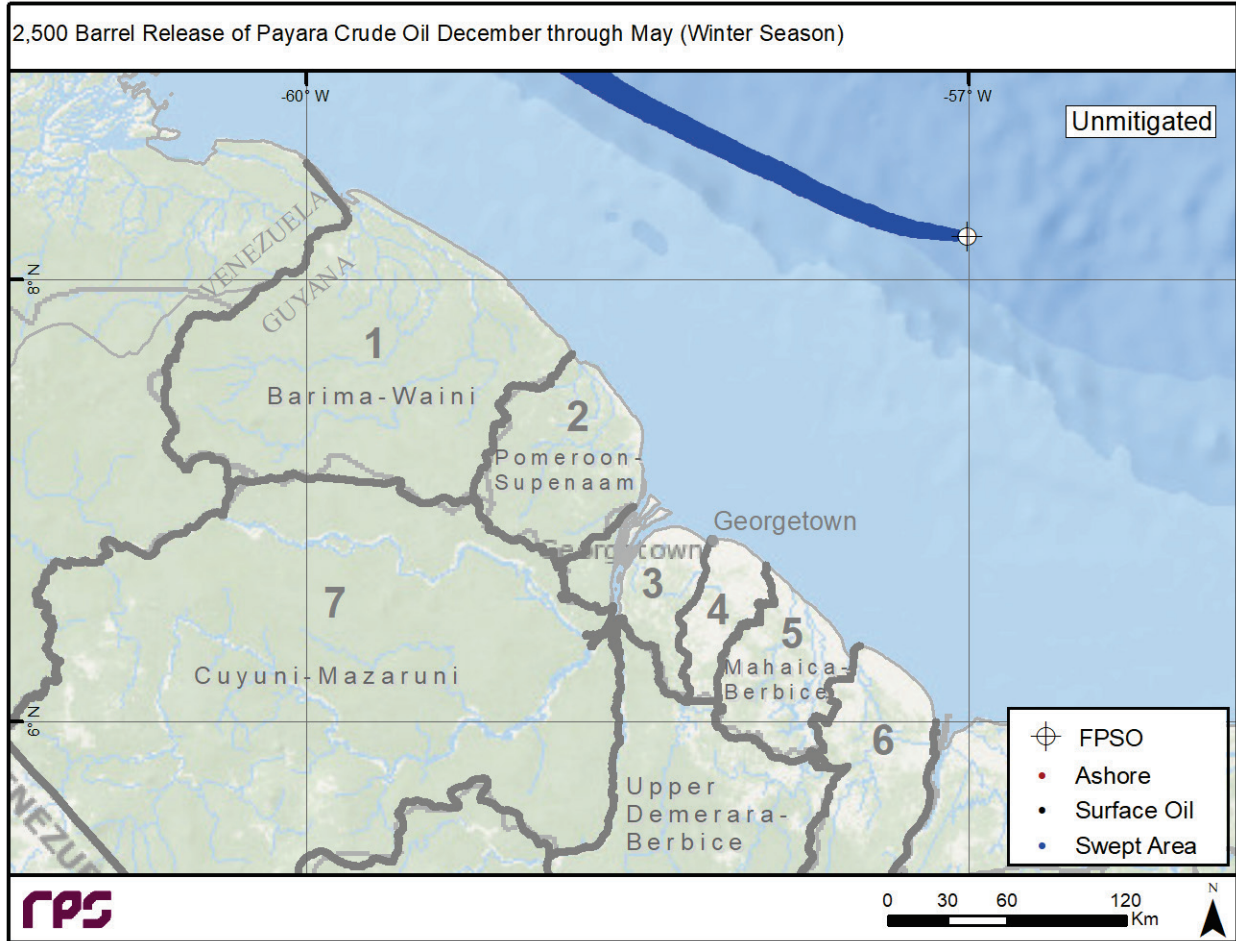 2,500 Barrel Release of Payara Crude Oil December through May (Winter Season)
-60° W
-57° W
Unmitigated
VENEZUELA
GUYANA
8°N
1
Barima-Waini
2
Pomeroon-
Supenaam
Georgetown
Georgetown
3
4
5
7
Mahaica-
Berbice
Cuyuni-Mazaruni
6°N
6
Upper
Demerara-
Berbice
FPSO
Ashore
Surface Oil
Swept Area
rps
0 30 60 120
Km
N